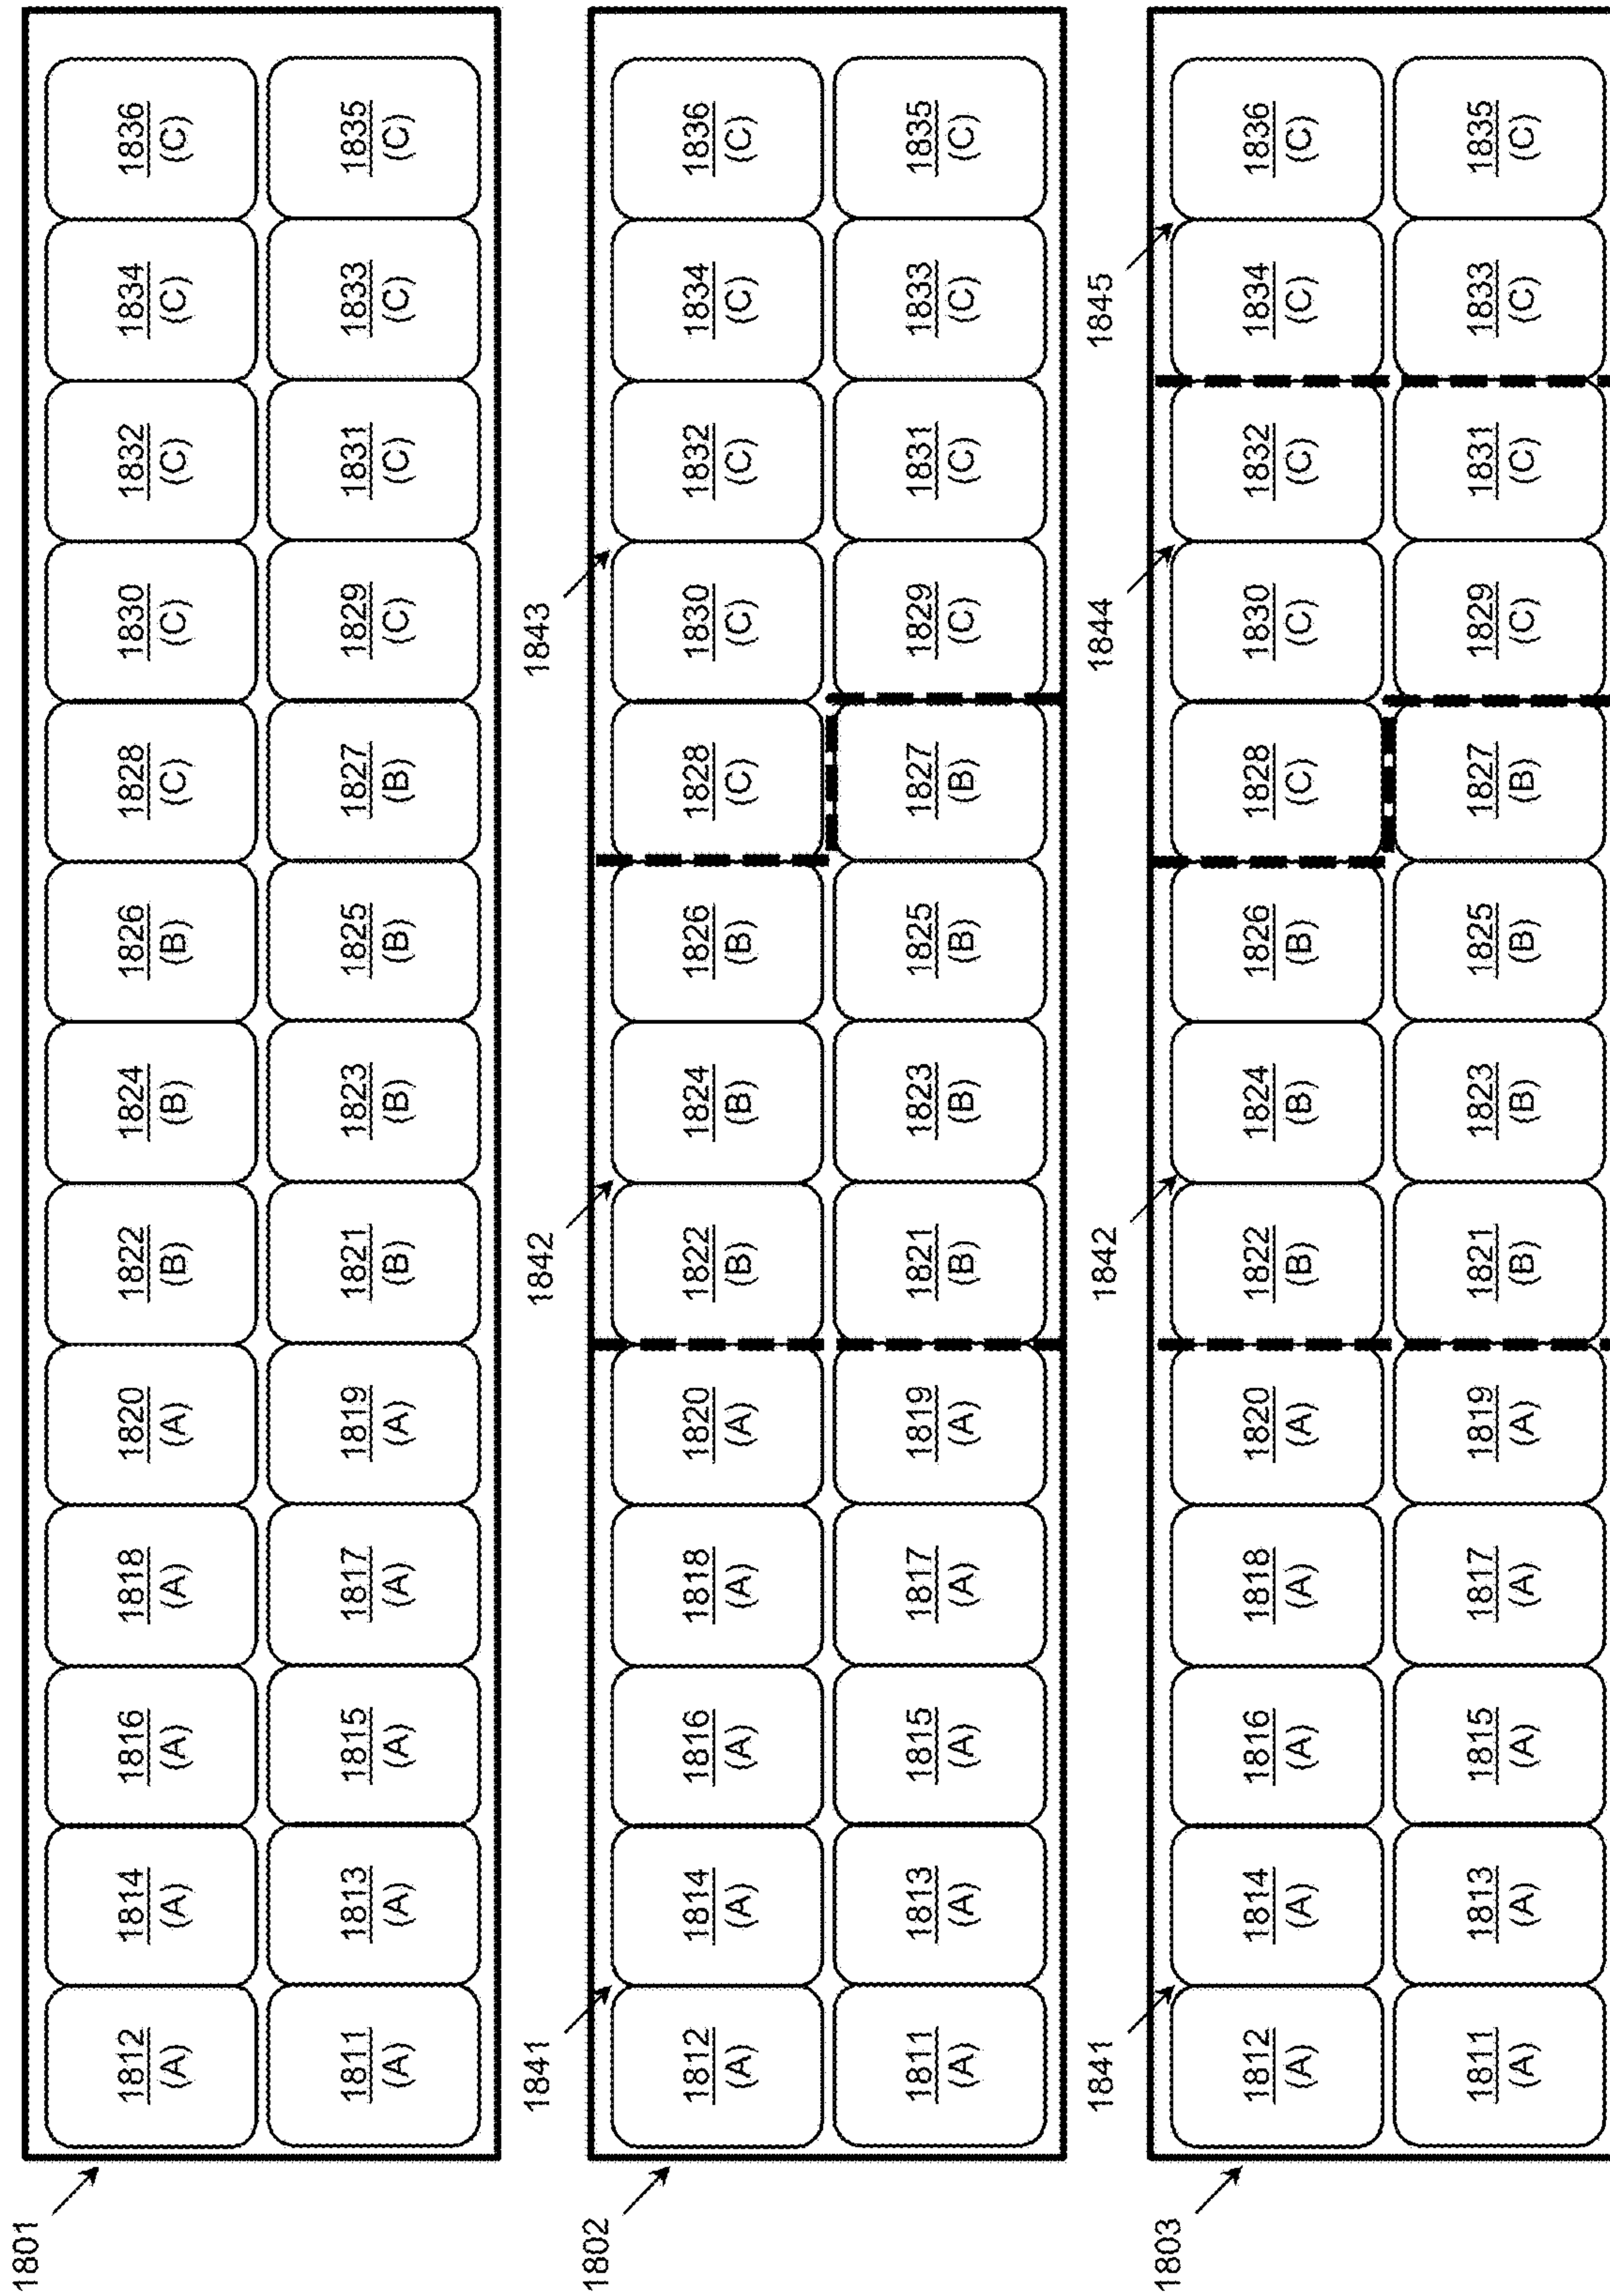 1801
1812
(A)
1814
(A)
1816
(A)
1818
(A)
1820
(A)
1822
(B)
1824
(B)
1826
(B)
1828
(C)
1830
(C)
1832
(C)
1834
(C)
1836
(C)
1811
(A)
1813
(A)
1815
(A)
1817
(A)
1819
(A)
1821
(B)
1823
(B)
1825
(B)
1827
(B)
1829
(C)
1831
(C)
1833
(C)
1835
(C)
1802
1841
1842
1843
1812
(A)
1814
(A)
1816
(A)
1818
(A)
1820
(A)
1822
(B)
1824
(B)
1826
(B)
1828
(C)
1830
(C)
1832
(C)
1834
(C)
1836
(C)
1811
(A)
1813
(A)
1815
(A)
1817
(A)
1819
(A)
1821
(B)
1823
(B)
1825
(B)
1827
(B)
1829
(C)
1831
(C)
1833
(C)
1835
(C)
1803
1841
1842
1844
1845
1812
(A)
1814
(A)
1816
(A)
1818
(A)
1820
(A)
1822
(B)
1824
(B)
1826
(B)
1828
(C)
1830
(C)
1832
(C)
1834
(C)
1836
(C)
1811
(A)
1813
(A)
1815
(A)
1817
(A)
1819
(A)
1821
(B)
1823
(B)
1825
(B)
1827
(B)
1829
(C)
1831
(C)
1833
(C)
1835
(C)